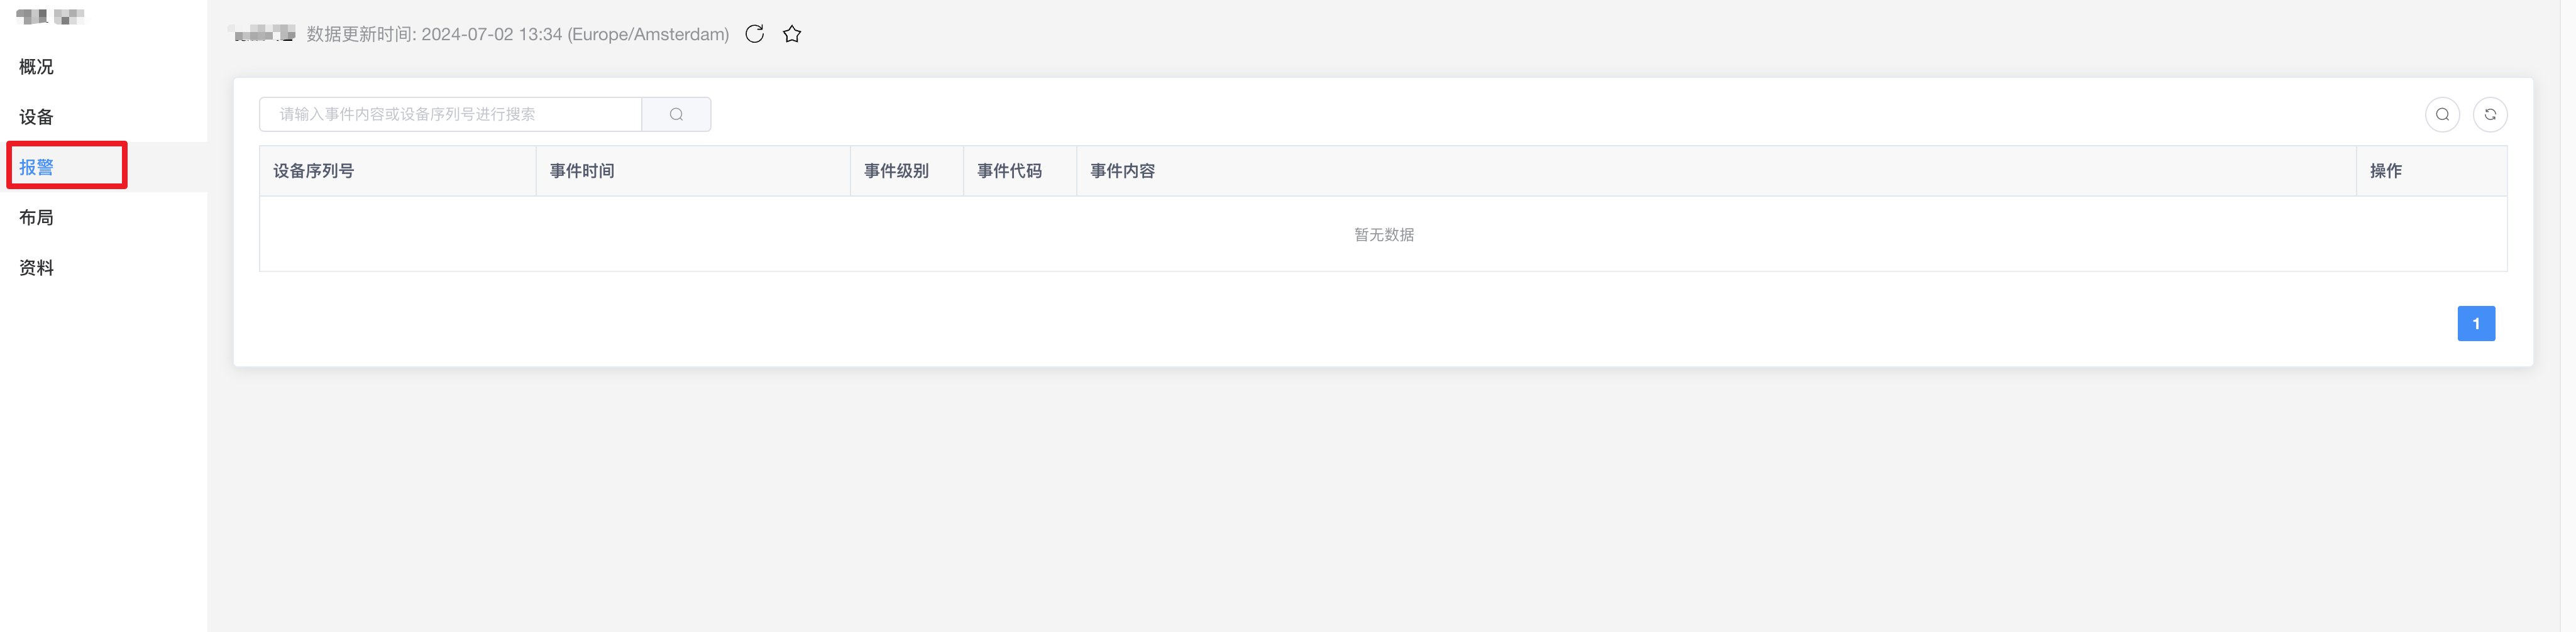 概况
设备
报警
布局
资料
数据更新时间: 2024-07-02 13:34 (Europe/Amsterdam)
请输入事件内容或设备序列号进行搜索
设备序列号 事件时间 事件级别 事件代码 事件内容 操作
暂无数据
1